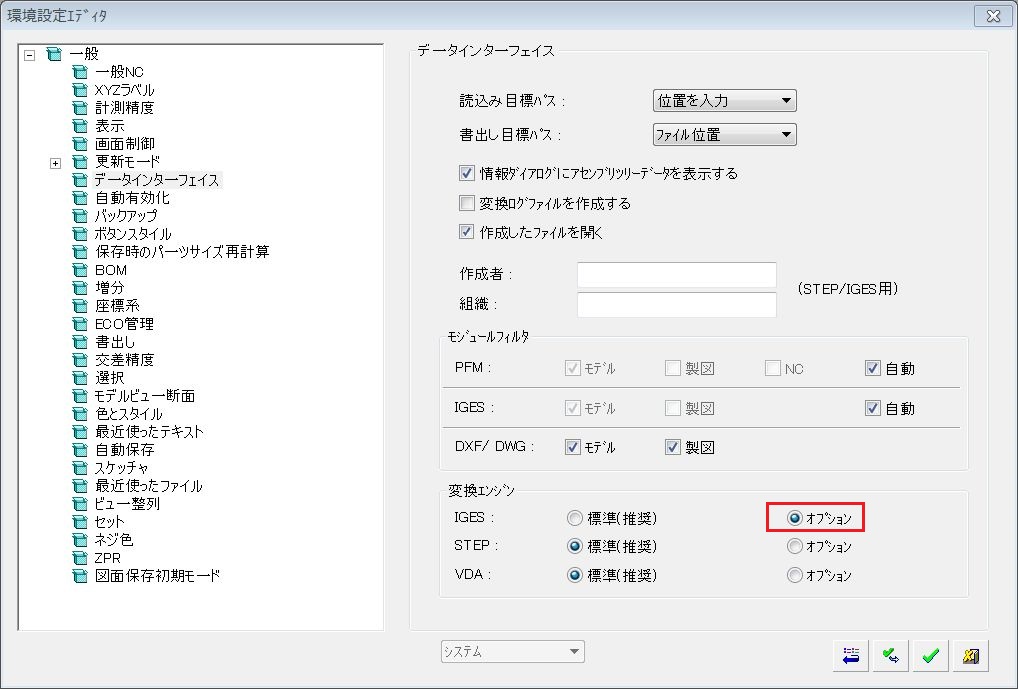 環境設定ｴﾃﾞｨﾀ
一般
一般NC
XYZラベル
計測精度
表示
画面制御
更新モード
データインターフェイス
自動有効化
バックアップ
ボタンスタイル
保存時のパーツサイズ再計算
BOM
増分
座標系
ECO管理
書出し
交差精度
選択
モデルビュー断面
色とスタイル
最近使ったテキスト
自動保存
スケッチャ
最近使ったファイル
ビュー整列
セット
ネジ色
ZPR
図面保存初期モード
データインターフェイス
読込み目標ﾊﾟｽ : 位置を入力
書出し目標ﾊﾟｽ : ファイル位置
情報ダイアログにアセンブリツリーデータを表示する
変換ログファイルを作成する
作成したファイルを開く
作成者 :
組織 :
(STEP/IGES用)
ﾓｼﾞｭｰﾙﾌｨﾙﾀ
PFM : ﾓﾃﾞﾙ 製図 NC 自動
IGES : ﾓﾃﾞﾙ 製図 自動
DXF/ DWG : ﾓﾃﾞﾙ 製図
変換ｴﾝｼﾞﾝ
IGES : 標準(推奨) ｵﾌﾟｼｮﾝ
STEP : 標準(推奨) ｵﾌﾟｼｮﾝ
VDA : 標準(推奨) ｵﾌﾟｼｮﾝ
システム